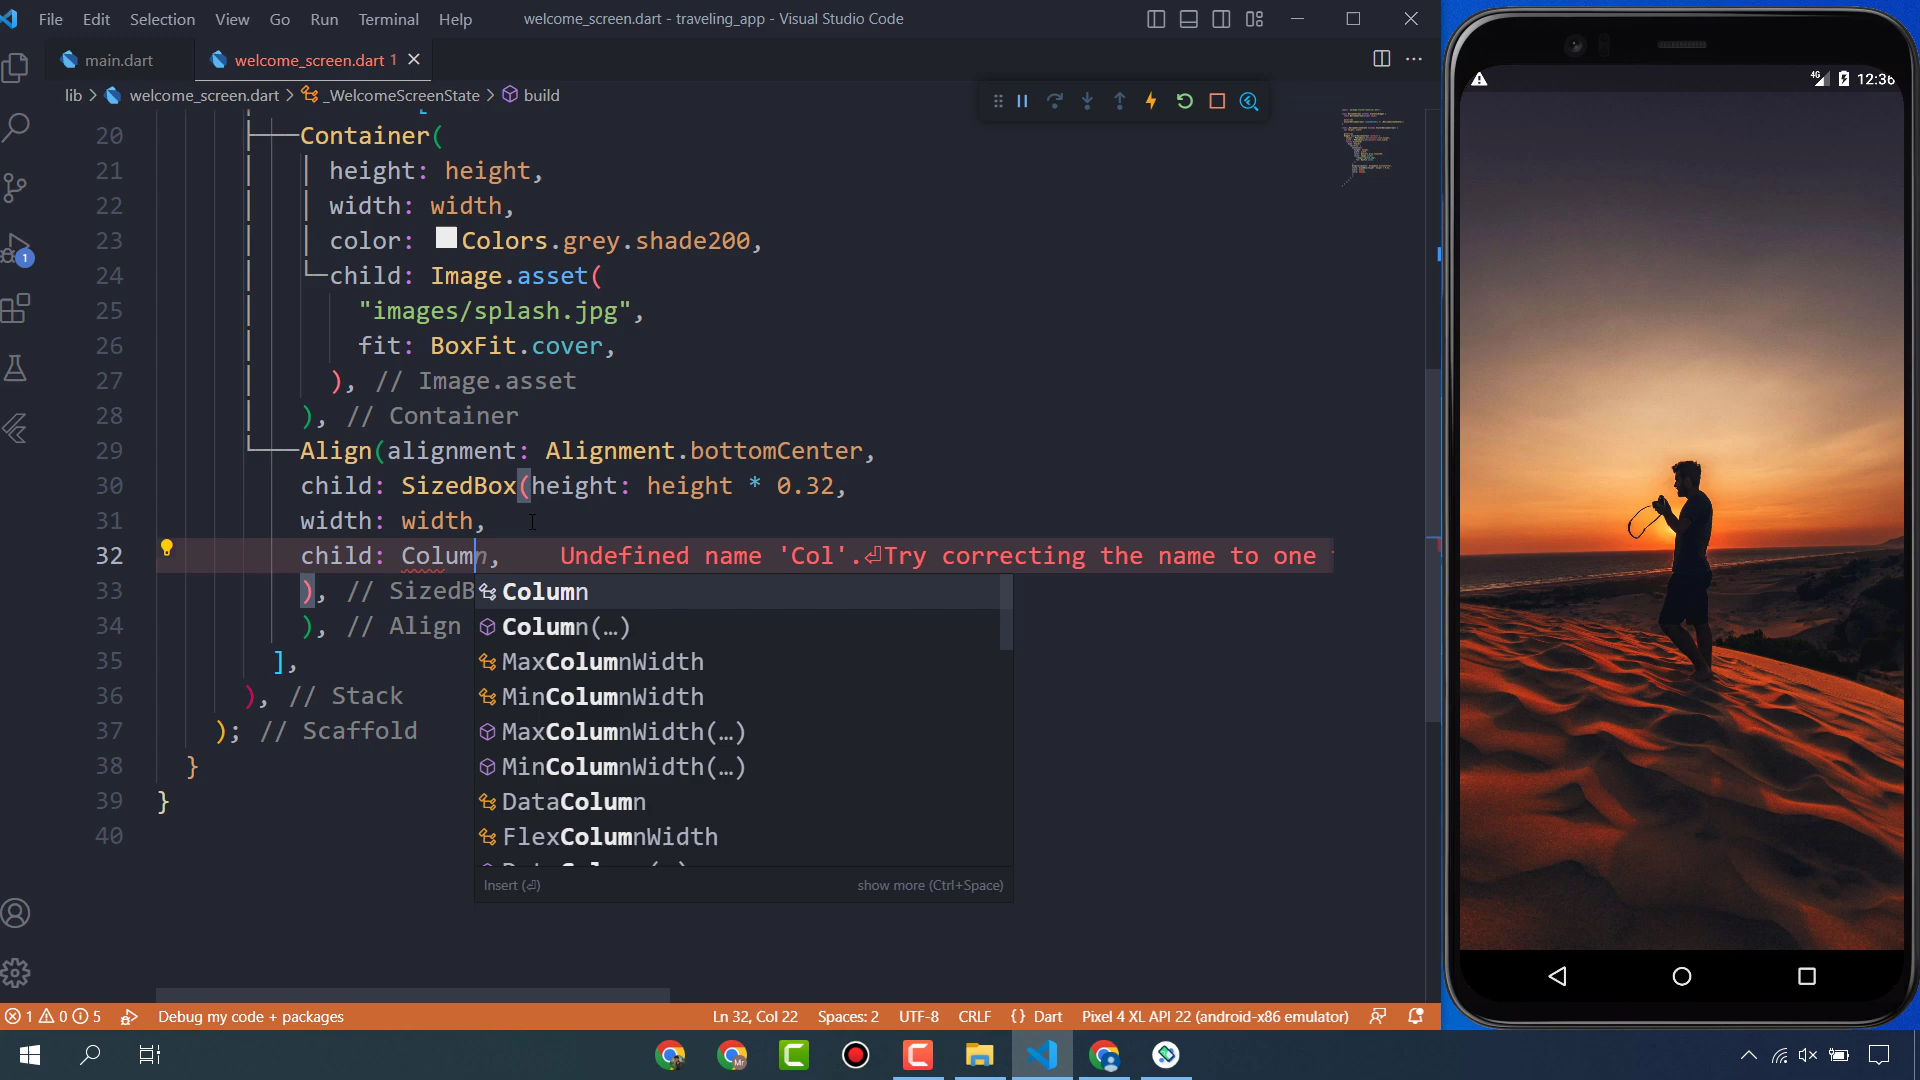 File Edit Selection View Go Run Terminal Help
welcome_screen.dart - traveling_app - Visual Studio Code
main.dart
welcome_screen.dart 1
lib > welcome_screen.dart > _WelcomeScreenState > build
20 Container(
21 height: height,
22 width: width,
23 color: Colors.grey.shade200,
24 child: Image.asset(
25 "images/splash.jpg",
26 fit: BoxFit.cover,
27 ), // Image.asset
28 ), // Container
29 Align(alignment: Alignment.bottomCenter,
30 child: SizedBox(height: height * 0.32,
31 width: width,
32 child: Column, Undefined name 'Col'.⏎Try correcting the name to one
33 ), // SizedB
34 ), // Align
35 ],
36 ), // Stack
37 ); // Scaffold
38 }
39 }
40
Column
Column(…)
MaxColumnWidth
MinColumnWidth
MaxColumnWidth(…)
MinColumnWidth(…)
DataColumn
FlexColumnWidth
Insert (⏎)
show more (Ctrl+Space)
1
4G 12:36
1 0 5 Debug my code + packages
Ln 32, Col 22 Spaces: 2 UTF-8 CRLF {} Dart Pixel 4 XL API 22 (android-x86 emulator)